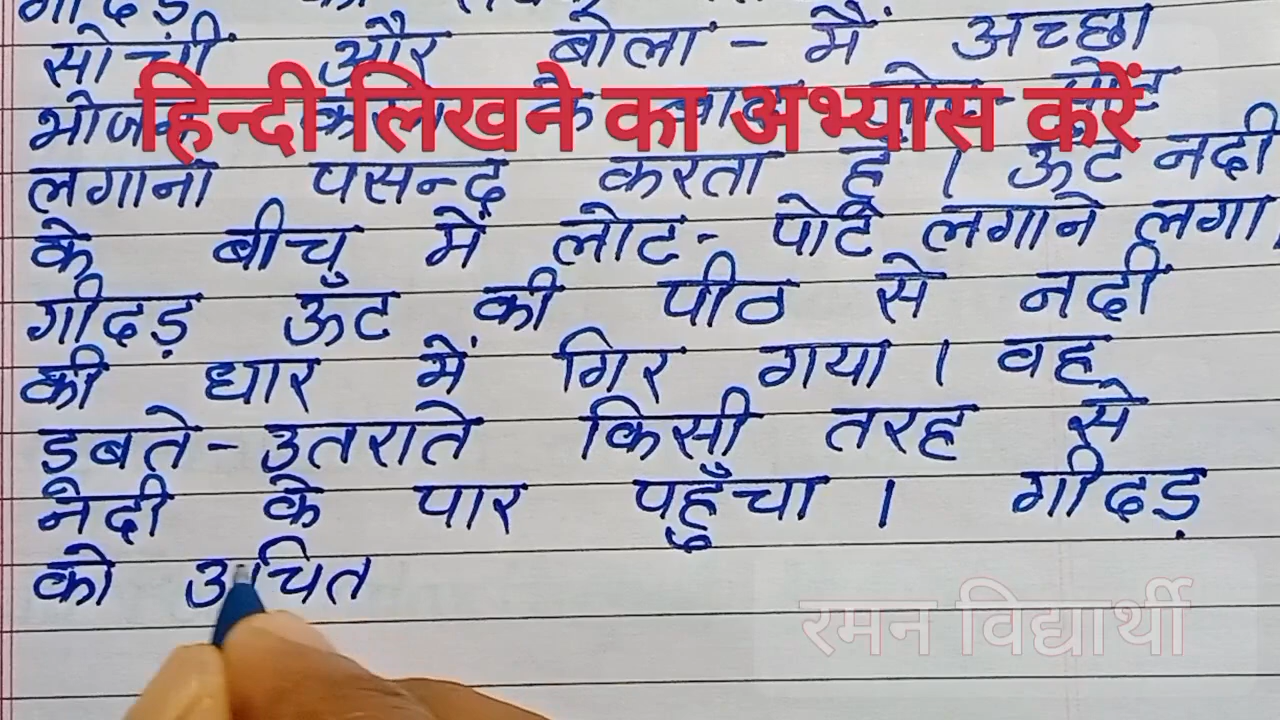 सोची और बोला - मैं अच्छा
हिन्दी लिखने का अभ्यास करें
भोजन के बाद लोट-पोट
लगाना पसन्द करता हूँ । ऊँट नदी
के बीच में लोट- पोट लगाने लगा।
गीदड़ ऊँट की पीठ से नदी
की धार में गिर गया । वह
डूबते-उतराते किसी तरह से
नदी के पार पहुँचा । गीदड़
को उचित
रमन विद्यार्थी